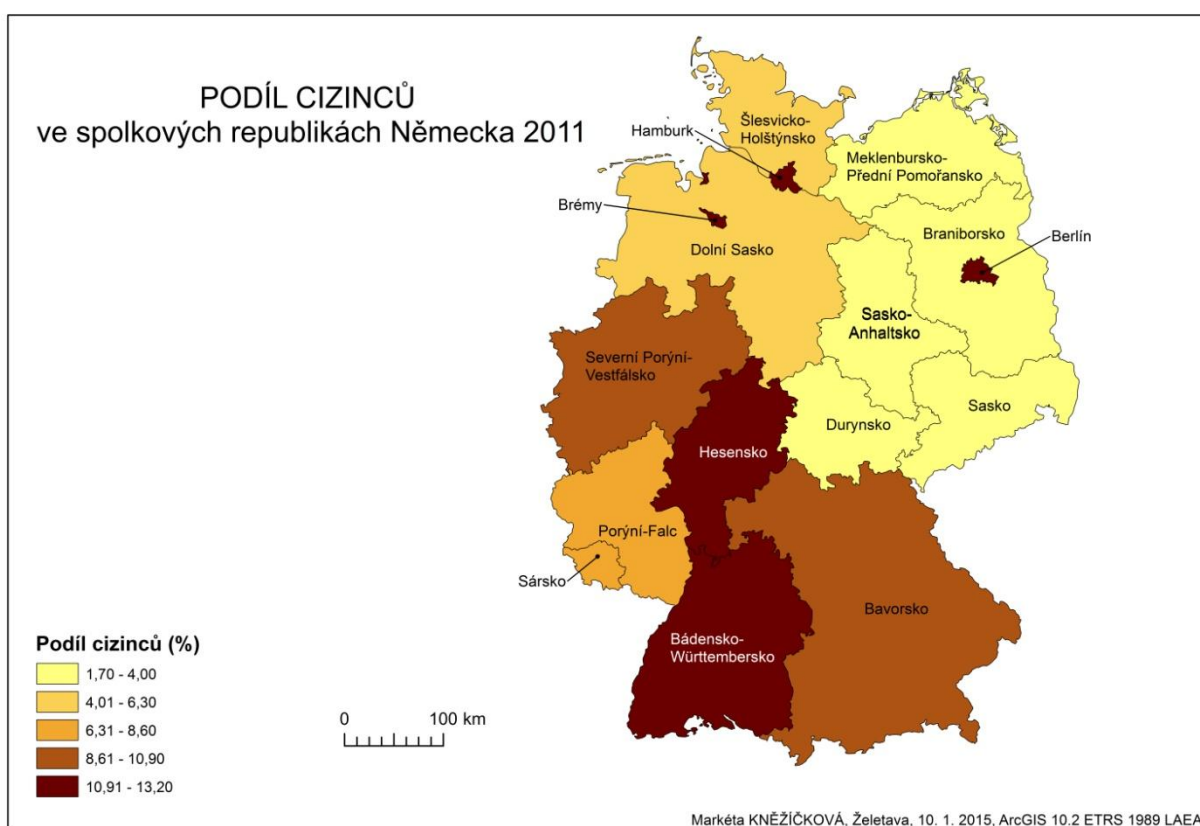 PODÍL CIZINCŮ
ve spolkových republikách Německa 2011
Šlesvicko-
Holštýnsko
Hamburk
Meklenbursko-
Přední Pomořansko
Brémy
Braniborsko
Berlín
Dolní Sasko
Sasko-
Anhaltsko
Severní Porýní-
Vestfálsko
Sasko
Durynsko
Hesensko
Porýní-Falc
Sársko
Bavorsko
Bádensko-
Württembersko
Podíl cizinců (%)
1,70 - 4,00
4,01 - 6,30
6,31 - 8,60
8,61 - 10,90
10,91 - 13,20
0 100 km
Markéta KNĚŽÍČKOVÁ, Želetava, 10. 1. 2015, ArcGIS 10.2 ETRS 1989 LAEA